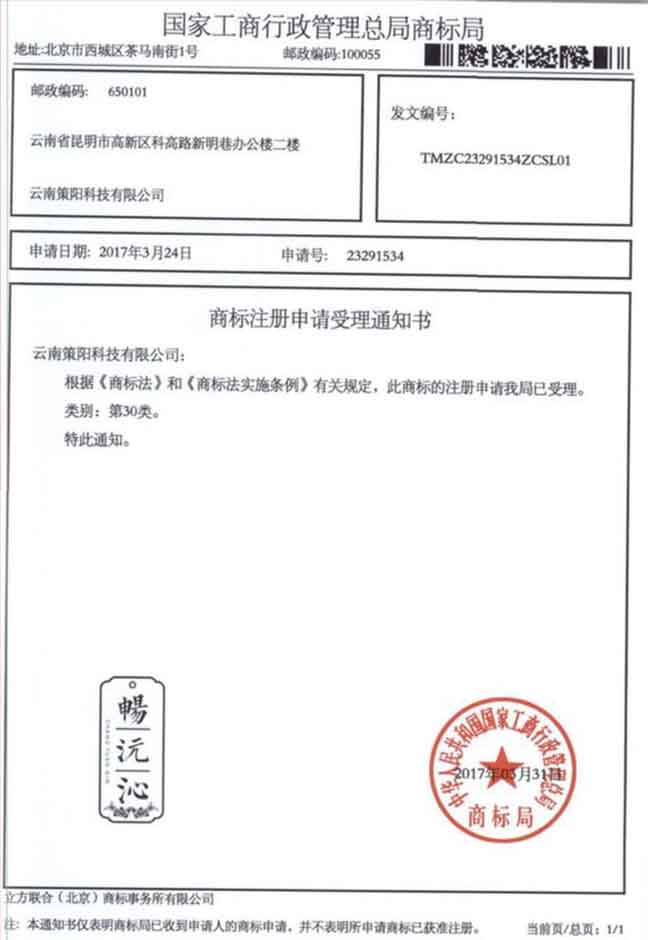 国家工商行政管理总局商标局
地址:北京市西城区茶马南街1号 邮政编码:100055
邮政编码: 650101
云南省昆明市高新区科高路新明巷办公楼二楼
云南策阳科技有限公司
发文编号:
TMZC23291534ZCSL01
申请日期: 2017年3月24日 申请号: 23291534
商标注册申请受理通知书
云南策阳科技有限公司:
根据《商标法》和《商标法实施条例》有关规定，此商标的注册申请我局已受理。
类别: 第30类。
特此通知。
暢
沅
沁
CHANG YUAN QIN
中华人民共和国国家工商行政管理总局
2017年03月31日
商标局
立方联合（北京）商标事务所有限公司
注: 本通知书仅表明商标局已收到申请人的商标申请，并不表明所申请商标已获准注册。 当前页/总页: 1/1